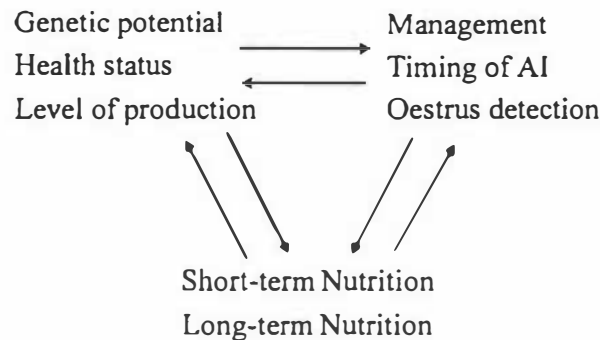 Genetic potential
Health status
Level of production
Management
Timing of AI
Oestrus detection
Short-term Nutrition
Long-term Nutrition